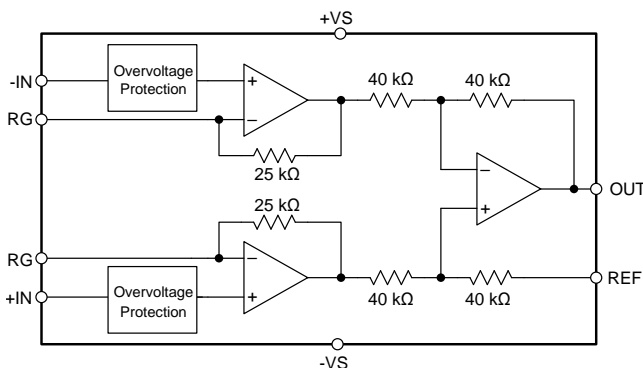 +VS
-IN
Overvoltage
Protection
+
−
RG
25 kΩ
40 kΩ
40 kΩ
−
+
OUT
25 kΩ
RG
−
+
+IN
Overvoltage
Protection
40 kΩ
40 kΩ
REF
-VS